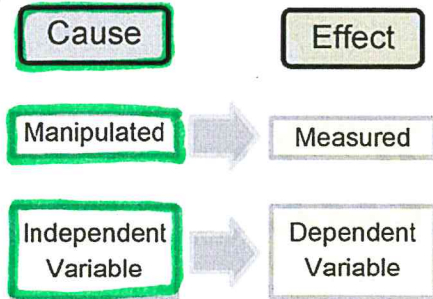 Cause
Effect
Manipulated
Measured
Independent
Variable
Dependent
Variable